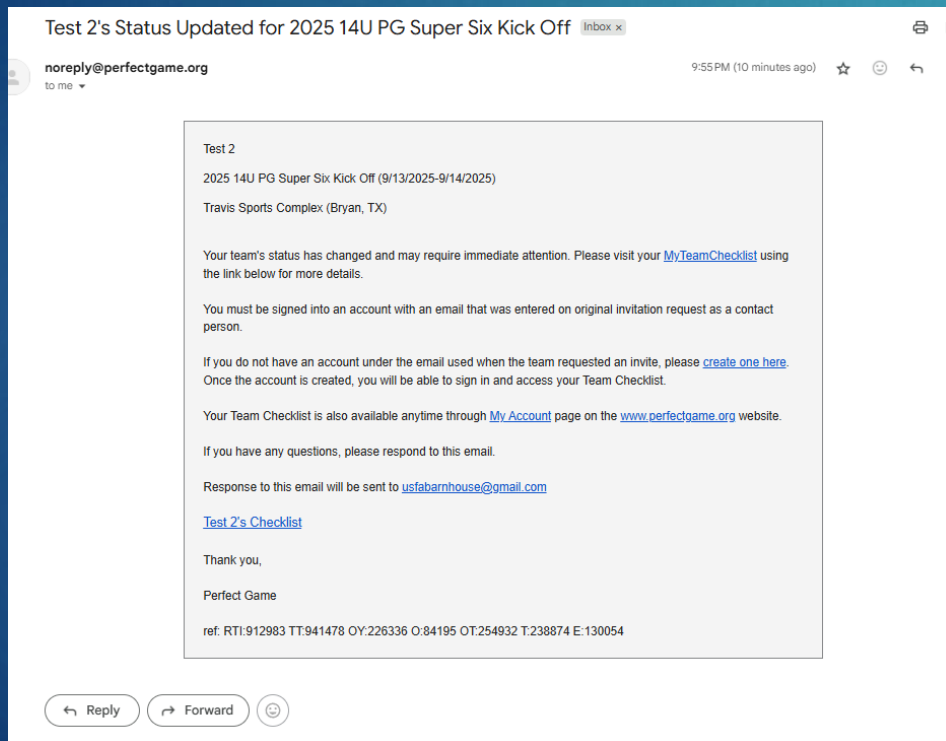 Test 2's Status Updated for 2025 14U PG Super Six Kick Off Inbox x
noreply@perfectgame.org 9:55 PM (10 minutes ago)
to me
Test 2
2025 14U PG Super Six Kick Off (9/13/2025-9/14/2025)
Travis Sports Complex (Bryan, TX)
Your team's status has changed and may require immediate attention. Please visit your MyTeamChecklist using
the link below for more details.
You must be signed into an account with an email that was entered on original invitation request as a contact
person.
If you do not have an account under the email used when the team requested an invite, please create one here.
Once the account is created, you will be able to sign in and access your Team Checklist.
Your Team Checklist is also available anytime through My Account page on the www.perfectgame.org website.
If you have any questions, please respond to this email.
Response to this email will be sent to usfabarnhouse@gmail.com
Test 2's Checklist
Thank you,
Perfect Game
ref: RTI:912983 TT:941478 OY:226336 O:84195 OT:254932 T:238874 E:130054
Reply Forward